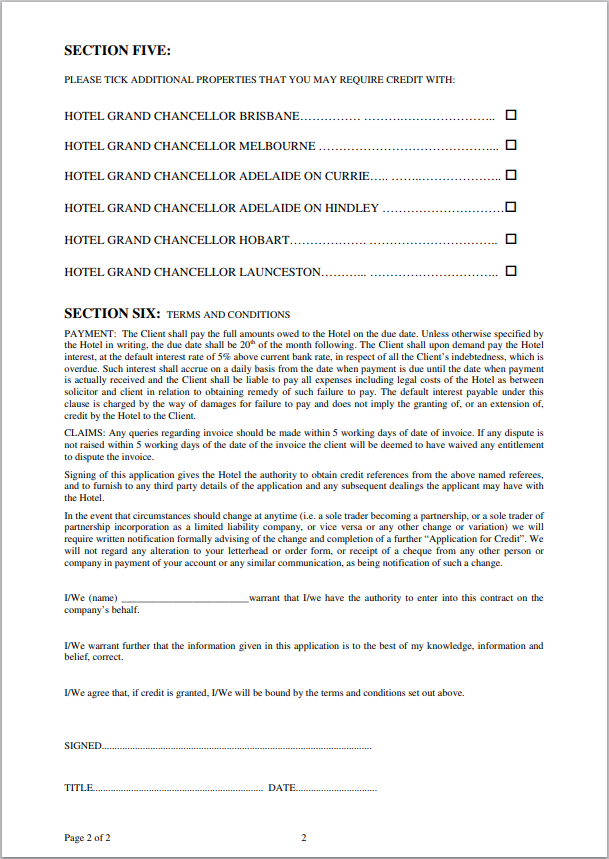 SECTION FIVE:
PLEASE TICK ADDITIONAL PROPERTIES THAT YOU MAY REQUIRE CREDIT WITH:
HOTEL GRAND CHANCELLOR BRISBANE…………… ……….………………….. ☐
HOTEL GRAND CHANCELLOR MELBOURNE ……………………………………... ☐
HOTEL GRAND CHANCELLOR ADELAIDE ON CURRIE….. ……..……………….. ☐
HOTEL GRAND CHANCELLOR ADELAIDE ON HINDLEY …………………………☐
HOTEL GRAND CHANCELLOR HOBART………………. ………………………….. ☐
HOTEL GRAND CHANCELLOR LAUNCESTON……….. ………………………….. ☐
SECTION SIX: TERMS AND CONDITIONS
PAYMENT: The Client shall pay the full amounts owed to the Hotel on the due date. Unless otherwise specified by
the Hotel in writing, the due date shall be 20th of the month following. The Client shall upon demand pay the Hotel
interest, at the default interest rate of 5% above current bank rate, in respect of all the Client's indebtedness, which is
overdue. Such interest shall accrue on a daily basis from the date when payment is due until the date when payment
is actually received and the Client shall be liable to pay all expenses including legal costs of the Hotel as between
solicitor and client in relation to obtaining remedy of such failure to pay. The default interest payable under this
clause is charged by the way of damages for failure to pay and does not imply the granting of, or an extension of,
credit by the Hotel to the Client.
CLAIMS: Any queries regarding invoice should be made within 5 working days of date of invoice. If any dispute is
not raised within 5 working days of the date of the invoice the client will be deemed to have waived any entitlement
to dispute the invoice.
Signing of this application gives the Hotel the authority to obtain credit references from the above named referees,
and to furnish to any third party details of the application and any subsequent dealings the applicant may have with
the Hotel.
In the event that circumstances should change at anytime (i.e. a sole trader becoming a partnership, or a sole trader of
partnership incorporation as a limited liability company, or vice versa or any other change or variation) we will
require written notification formally advising of the change and completion of a further “Application for Credit”. We
will not regard any alteration to your letterhead or order form, or receipt of a cheque from any other person or
company in payment of your account or any similar communication, as being notification of such a change.
I/We (name) _________________________warrant that I/we have the authority to enter into this contract on the
company's behalf.
I/We warrant further that the information given in this application is to the best of my knowledge, information and
belief, correct.
I/We agree that, if credit is granted, I/We will be bound by the terms and conditions set out above.
SIGNED.........................................................................................................
TITLE.................................................................. DATE................................
Page 2 of 2 2